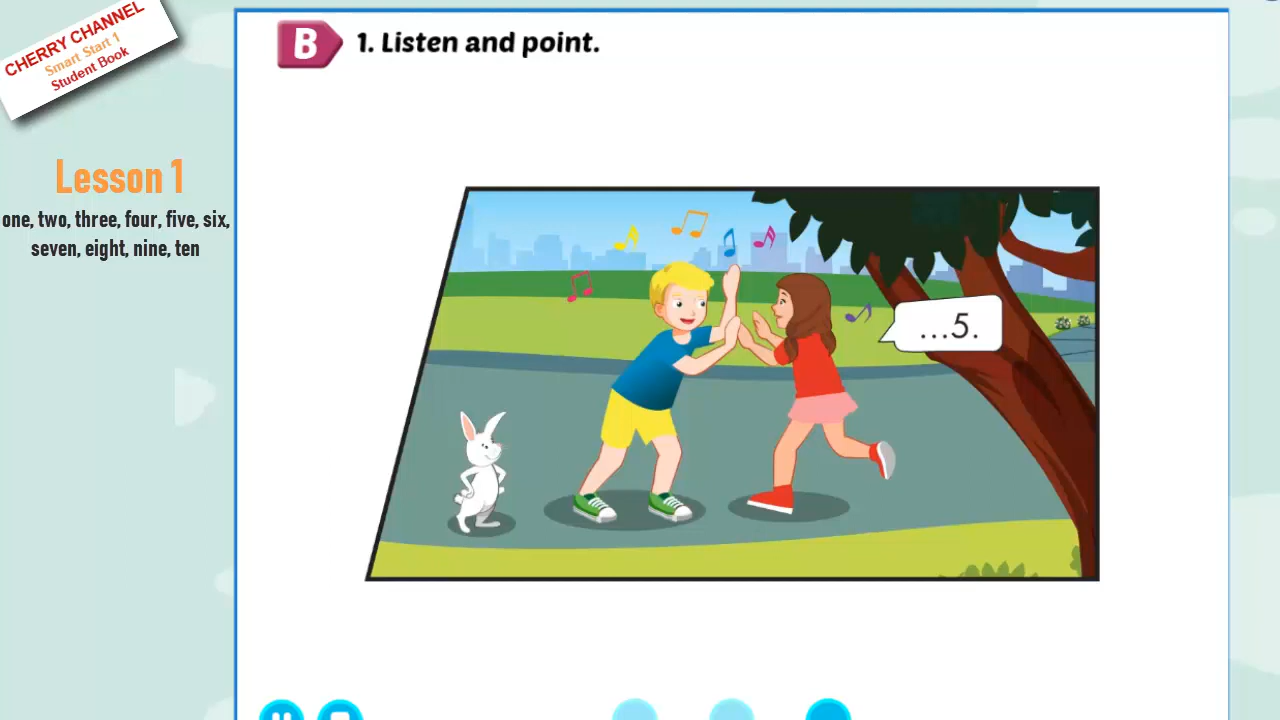 CHERRY CHANNEL
Smart Start 1
Student Book
Lesson 1
one, two, three, four, five, six,
seven, eight, nine, ten
B 1. Listen and point.
...5.